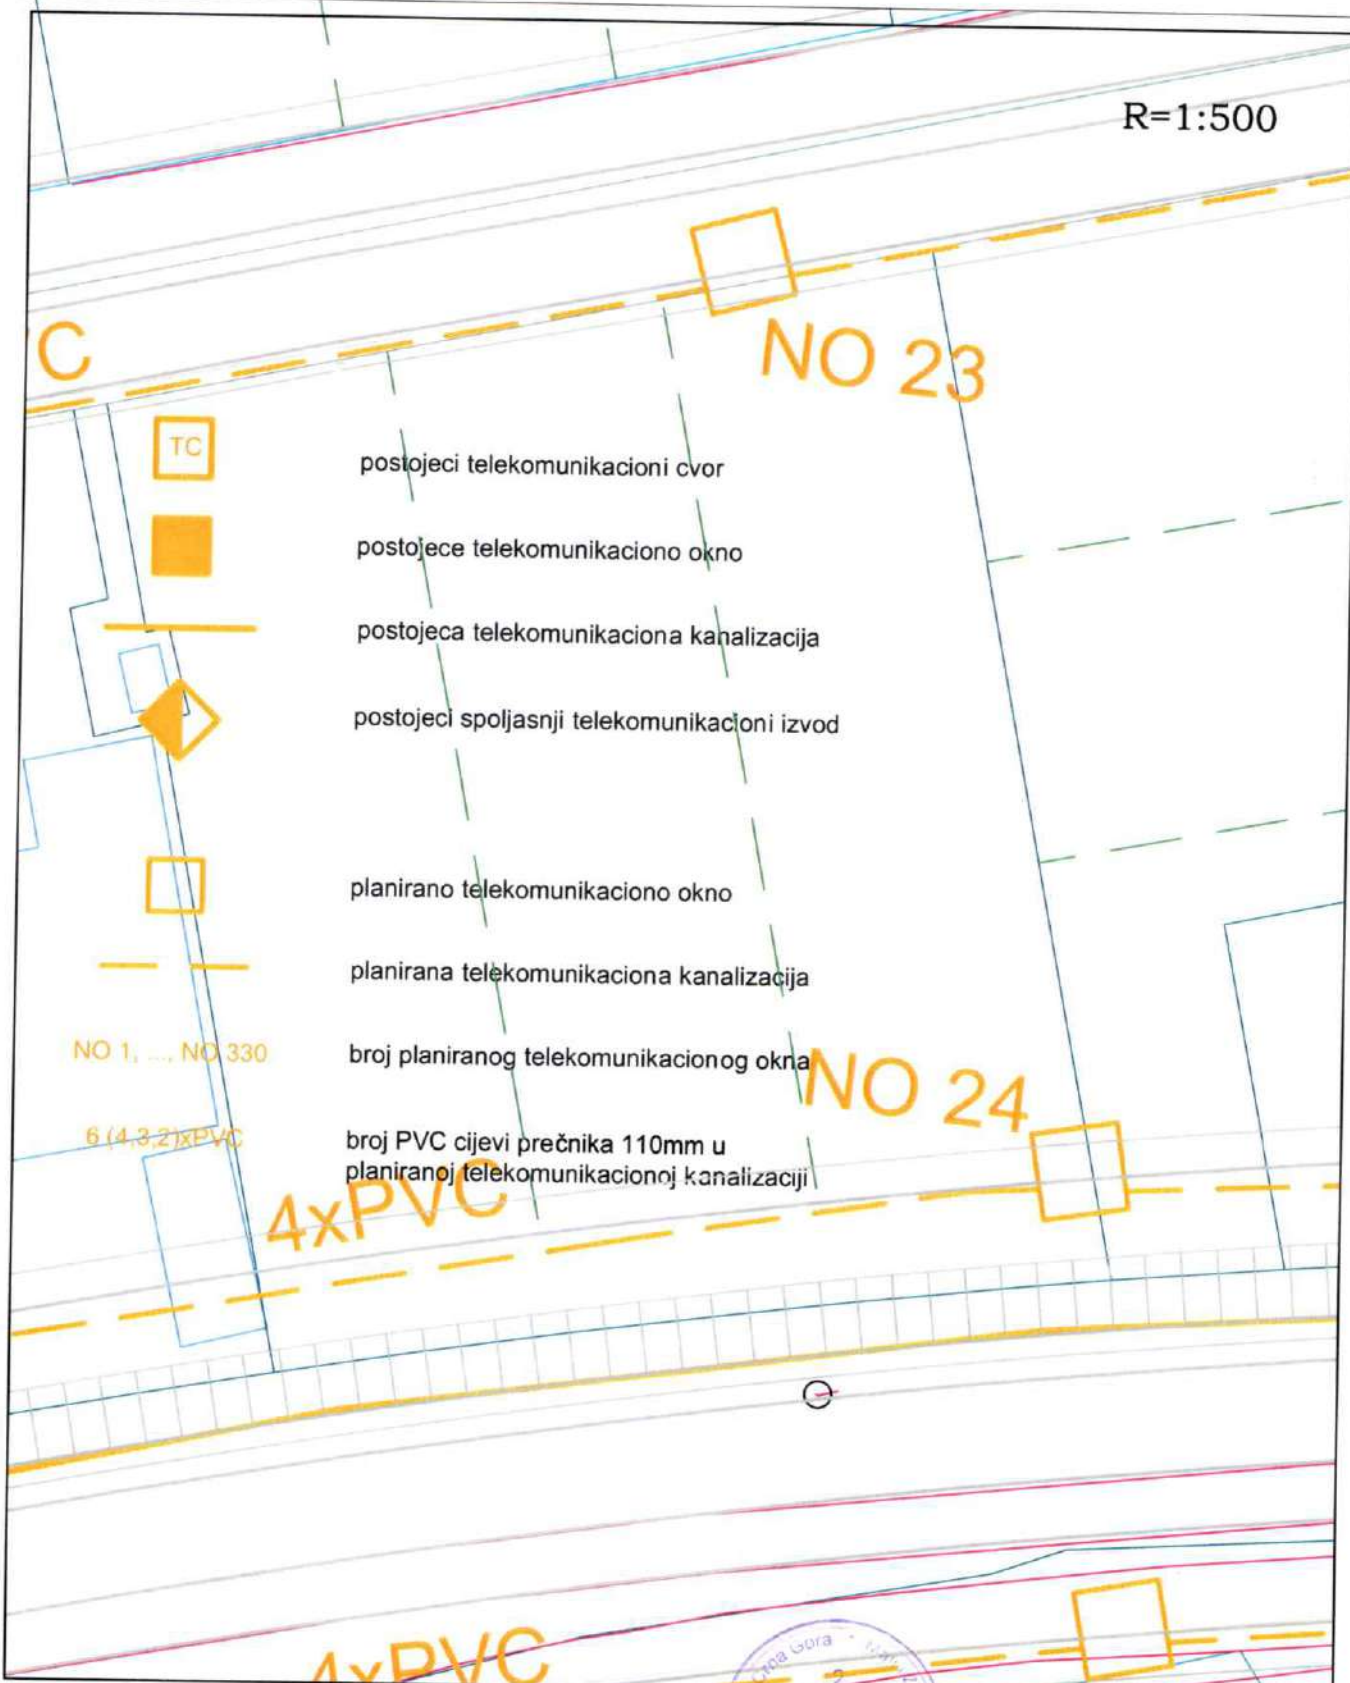 R=1:500
C
NO 23
TC
postojeci telekomunikacioni cvor
postojece telekomunikaciono okno
postojeca telekomunikaciona kanalizacija
postojeci spoljasnji telekomunikacioni izvod
planirano telekomunikaciono okno
planirana telekomunikaciona kanalizacija
NO 1, ..., NO 330
broj planiranog telekomunikacionog okna
NO 24
6 (4,3,2)xPVC
broj PVC cijevi prečnika 110mm u
planiranoj telekomunikacionoj kanalizaciji
4xPVC
4xPVC
Crna Gora